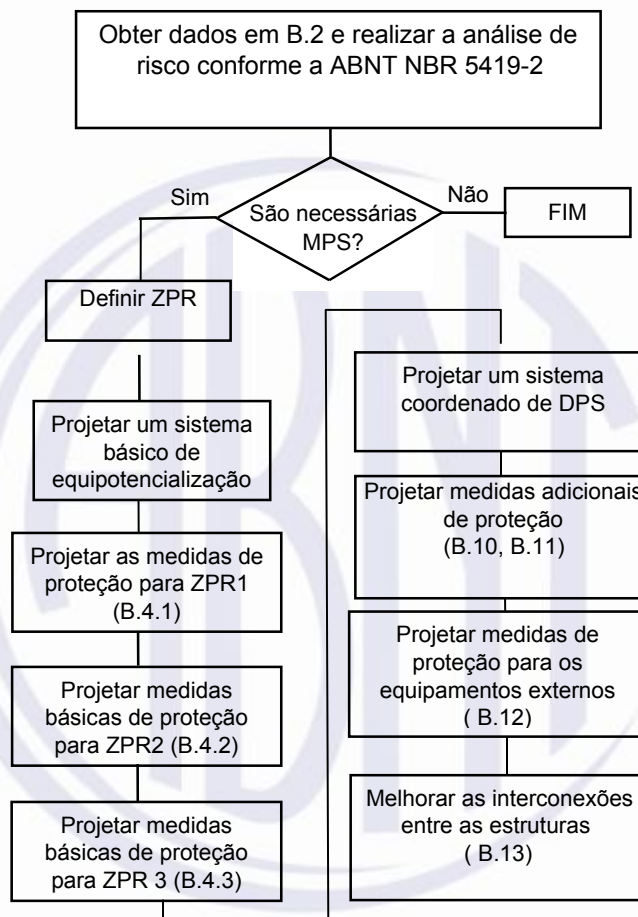 Obter dados em B.2 e realizar a análise de
risco conforme a ABNT NBR 5419-2
Sim
São necessárias
MPS?
Não
FIM
Definir ZPR
Projetar um sistema
básico de
equipotencialização
Projetar as medidas de
proteção para ZPR1
(B.4.1)
Projetar medidas
básicas de proteção
para ZPR2 (B.4.2)
Projetar medidas
básicas de proteção
para ZPR 3 (B.4.3)
Projetar um sistema
coordenado de DPS
Projetar medidas adicionais
de proteção
(B.10, B.11)
Projetar medidas de
proteção para os
equipamentos externos
( B.12)
Melhorar as interconexões
entre as estruturas
( B.13)
ABNT